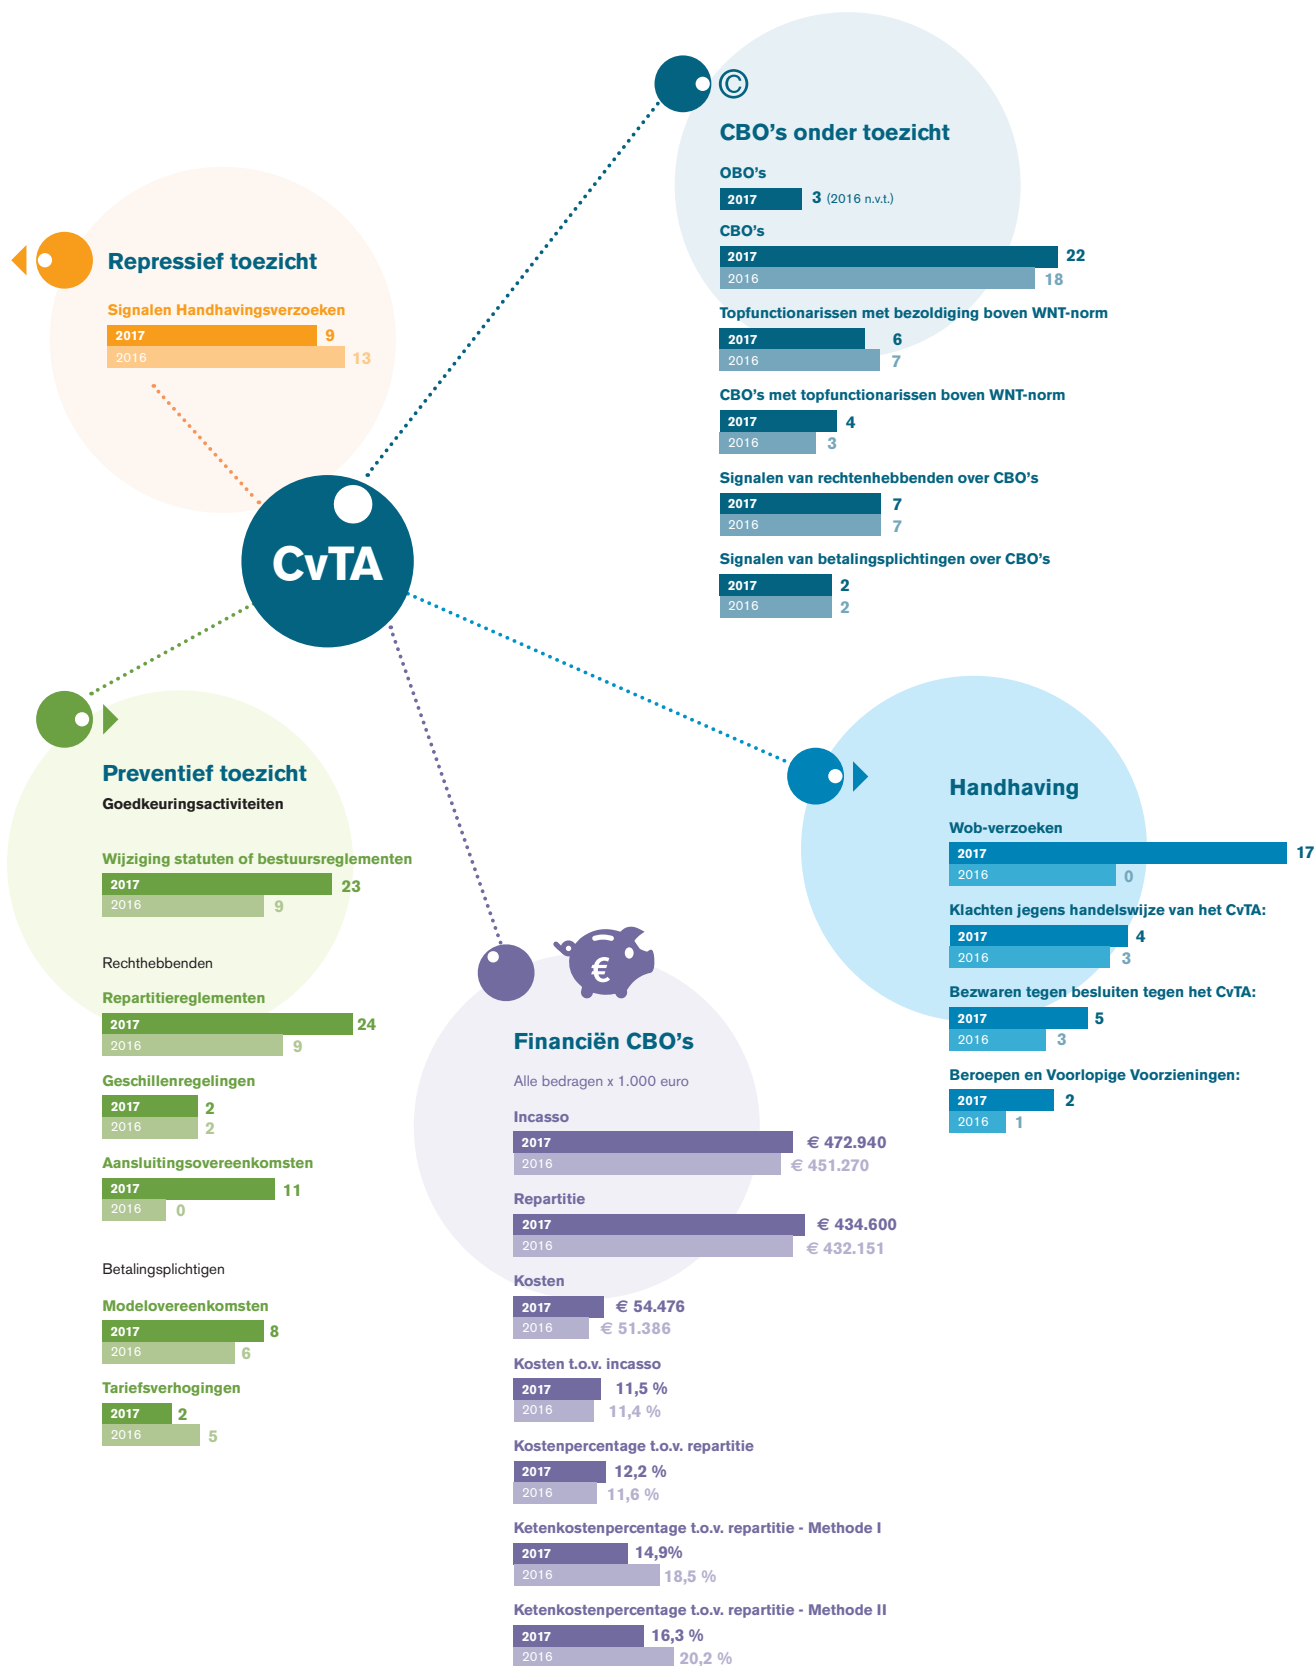 ©
CBO's onder toezicht
OBO's
2017 3 (2016 n.v.t.)
CBO's
2017 22
2016 18
Topfunctionarissen met bezoldiging boven WNT-norm
2017 6
2016 7
CBO's met topfunctionarissen boven WNT-norm
2017 4
2016 3
Signalen van rechtenhebbenden over CBO's
2017 7
2016 7
Signalen van betalingsplichtingen over CBO's
2017 2
2016 2
Repressief toezicht
Signalen Handhavingsverzoeken
2017 9
2016 13
CvTA
Preventief toezicht
Goedkeuringsactiviteiten
Wijziging statuten of bestuursreglementen
2017 23
2016 9
Rechthebbenden
Repartitiereglementen
2017 24
2016 9
Geschillenregelingen
2017 2
2016 2
Aansluitingsovereenkomsten
2017 11
2016 0
Betalingsplichtigen
Modelovereenkomsten
2017 8
2016 6
Tariefsverhogingen
2017 2
2016 5
€
Financiën CBO's
Alle bedragen x 1.000 euro
Incasso
2017 € 472.940
2016 € 451.270
Repartitie
2017 € 434.600
2016 € 432.151
Kosten
2017 € 54.476
2016 € 51.386
Kosten t.o.v. incasso
2017 11,5 %
2016 11,4 %
Kostenpercentage t.o.v. repartitie
2017 12,2 %
2016 11,6 %
Ketenkostenpercentage t.o.v. repartitie - Methode I
2017 14,9%
2016 18,5 %
Ketenkostenpercentage t.o.v. repartitie - Methode II
2017 16,3 %
2016 20,2 %
Handhaving
Wob-verzoeken
2017 17
2016 0
Klachten jegens handelswijze van het CvTA:
2017 4
2016 3
Bezwaren tegen besluiten tegen het CvTA:
2017 5
2016 3
Beroepen en Voorlopige Voorzieningen:
2017 2
2016 1